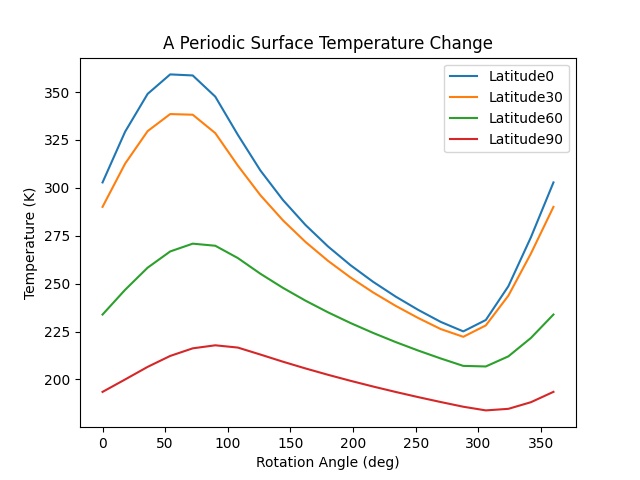 A Periodic Surface Temperature Change
Latitude0
Latitude30
Latitude60
Latitude90
Temperature (K)
350
325
300
275
250
225
200
0 50 100 150 200 250 300 350
Rotation Angle (deg)